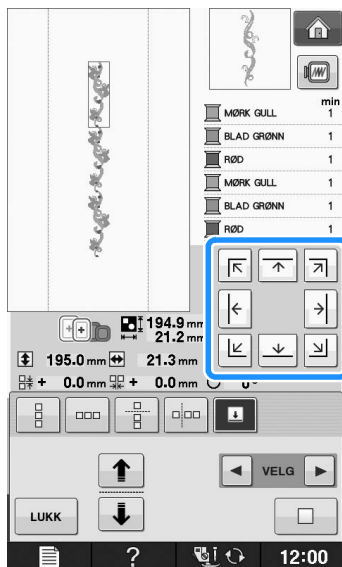 min
MØRK GULL 1
BLAD GRØNN 1
RØD 1
MØRK GULL 1
BLAD GRØNN 1
RØD 1
194.9 mm
21.2 mm
195.0 mm 21.3 mm
+ 0.0 mm + 0.0 mm 0°
VELG
LUKK
? 12:00